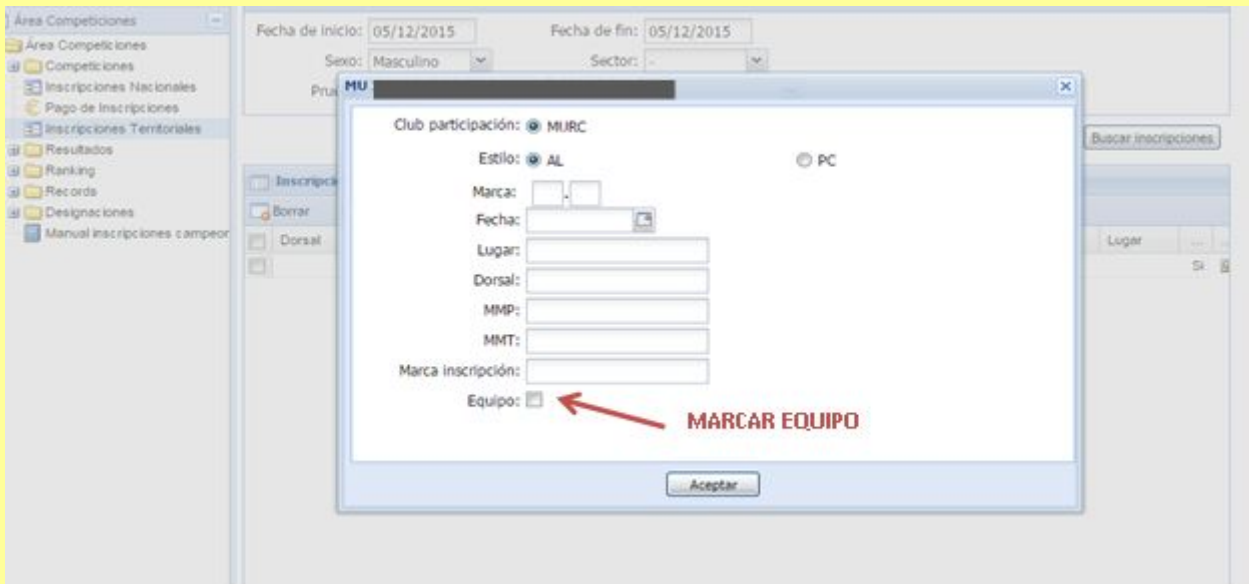 Área Competiciones
Área Competiciones
Competiciones
Inscripciones Nacionales
Pago de Inscripciones
Inscripciones Territoriales
Resultados
Ranking
Records
Designaciones
Manual inscripciones campeor
Fecha de inicio: 05/12/2015 Fecha de fin: 05/12/2015
Sexo: Masculino Sector: -
Buscar inscripciones
Borrar
Dorsal Lugar ... ...
Si
MU
Club participación: MURC
Estilo: AL PC
Marca: .
Fecha:
Lugar:
Dorsal:
MMP:
MMT:
Marca inscripción:
Equipo:
MARCAR EQUIPO
Aceptar